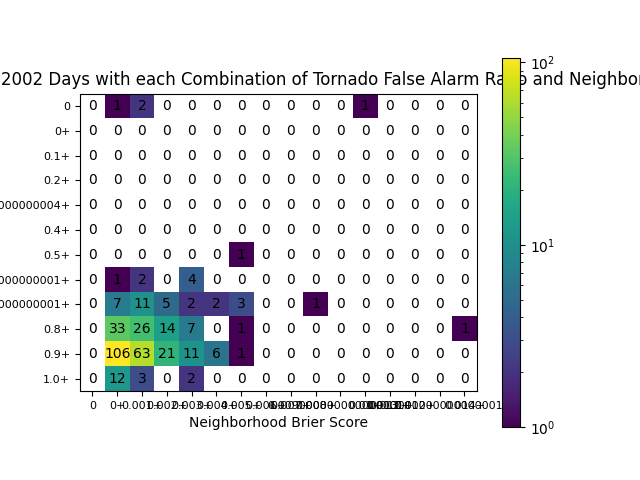 2002 Days with each Combination of Tornado False Alarm Ratio and Neighbor
0 0 1 2 0 0 0 0 0 0 0 0 1 0 0 0 0
0+ 0 0 0 0 0 0 0 0 0 0 0 0 0 0 0 0
0.1+ 0 0 0 0 0 0 0 0 0 0 0 0 0 0 0 0
0.2+ 0 0 0 0 0 0 0 0 0 0 0 0 0 0 0 0
000000004+ 0 0 0 0 0 0 0 0 0 0 0 0 0 0 0 0
0.4+ 0 0 0 0 0 0 0 0 0 0 0 0 0 0 0 0
0.5+ 0 0 0 0 0 0 1 0 0 0 0 0 0 0 0 0
000000001+ 0 1 2 0 4 0 0 0 0 0 0 0 0 0 0 0
000000001+ 0 7 11 5 2 2 3 0 0 1 0 0 0 0 0 0
0.8+ 0 33 26 14 7 0 1 0 0 0 0 0 0 0 0 1
0.9+ 0 106 63 21 11 6 1 0 0 0 0 0 0 0 0 0
1.0+ 0 12 3 0 2 0 0 0 0 0 0 0 0 0 0 0
0 0+ 0.001+ 0.002+ 0.003+
Neighborhood Brier Score
10²
10¹
10⁰